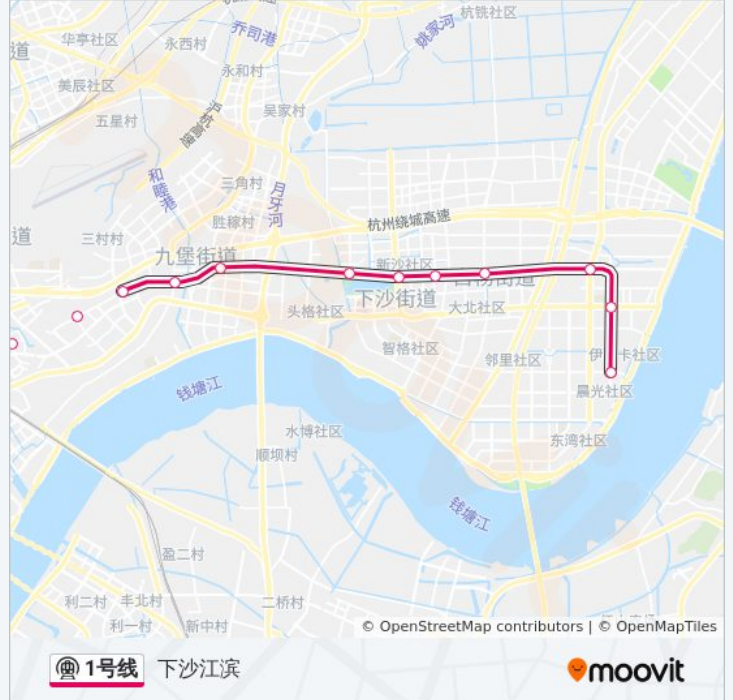 杭铣社区
乔司港
姚家河
华亭社区
永西村
道
永和村
美辰社区
沪杭高速
吴家村
五星村
和睦港
三角村
月牙河
胜稼村
杭州绕城高速
道
三村村
九堡街道
新沙社区
下沙街道
大北社区
头格社区
智格社区
邻里社区
晨光社区
钱塘江
水博社区
东湾社区
顺坝村
钱塘江
盈二村
利二村
丰北村
二桥村
利一村
新中村
© OpenStreetMap contributors | © OpenMapTiles
1号线 下沙江滨
moovit